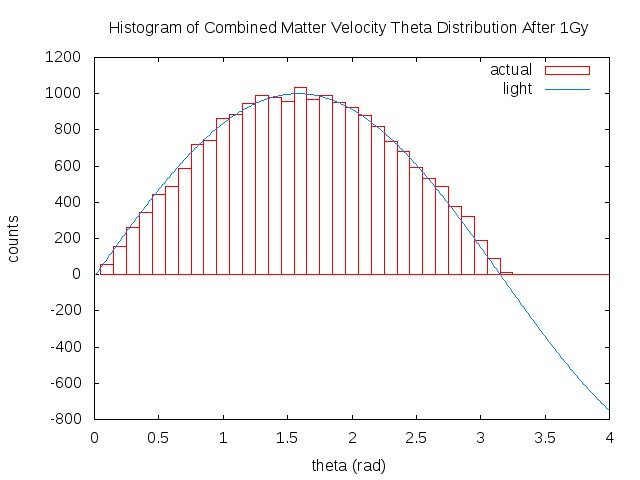 Histogram of Combined Matter Velocity Theta Distribution After 1Gy
1200
1000
800
600
400
200
0
-200
-400
-600
-800
counts
actual
light
0 0.5 1 1.5 2 2.5 3 3.5 4
theta (rad)